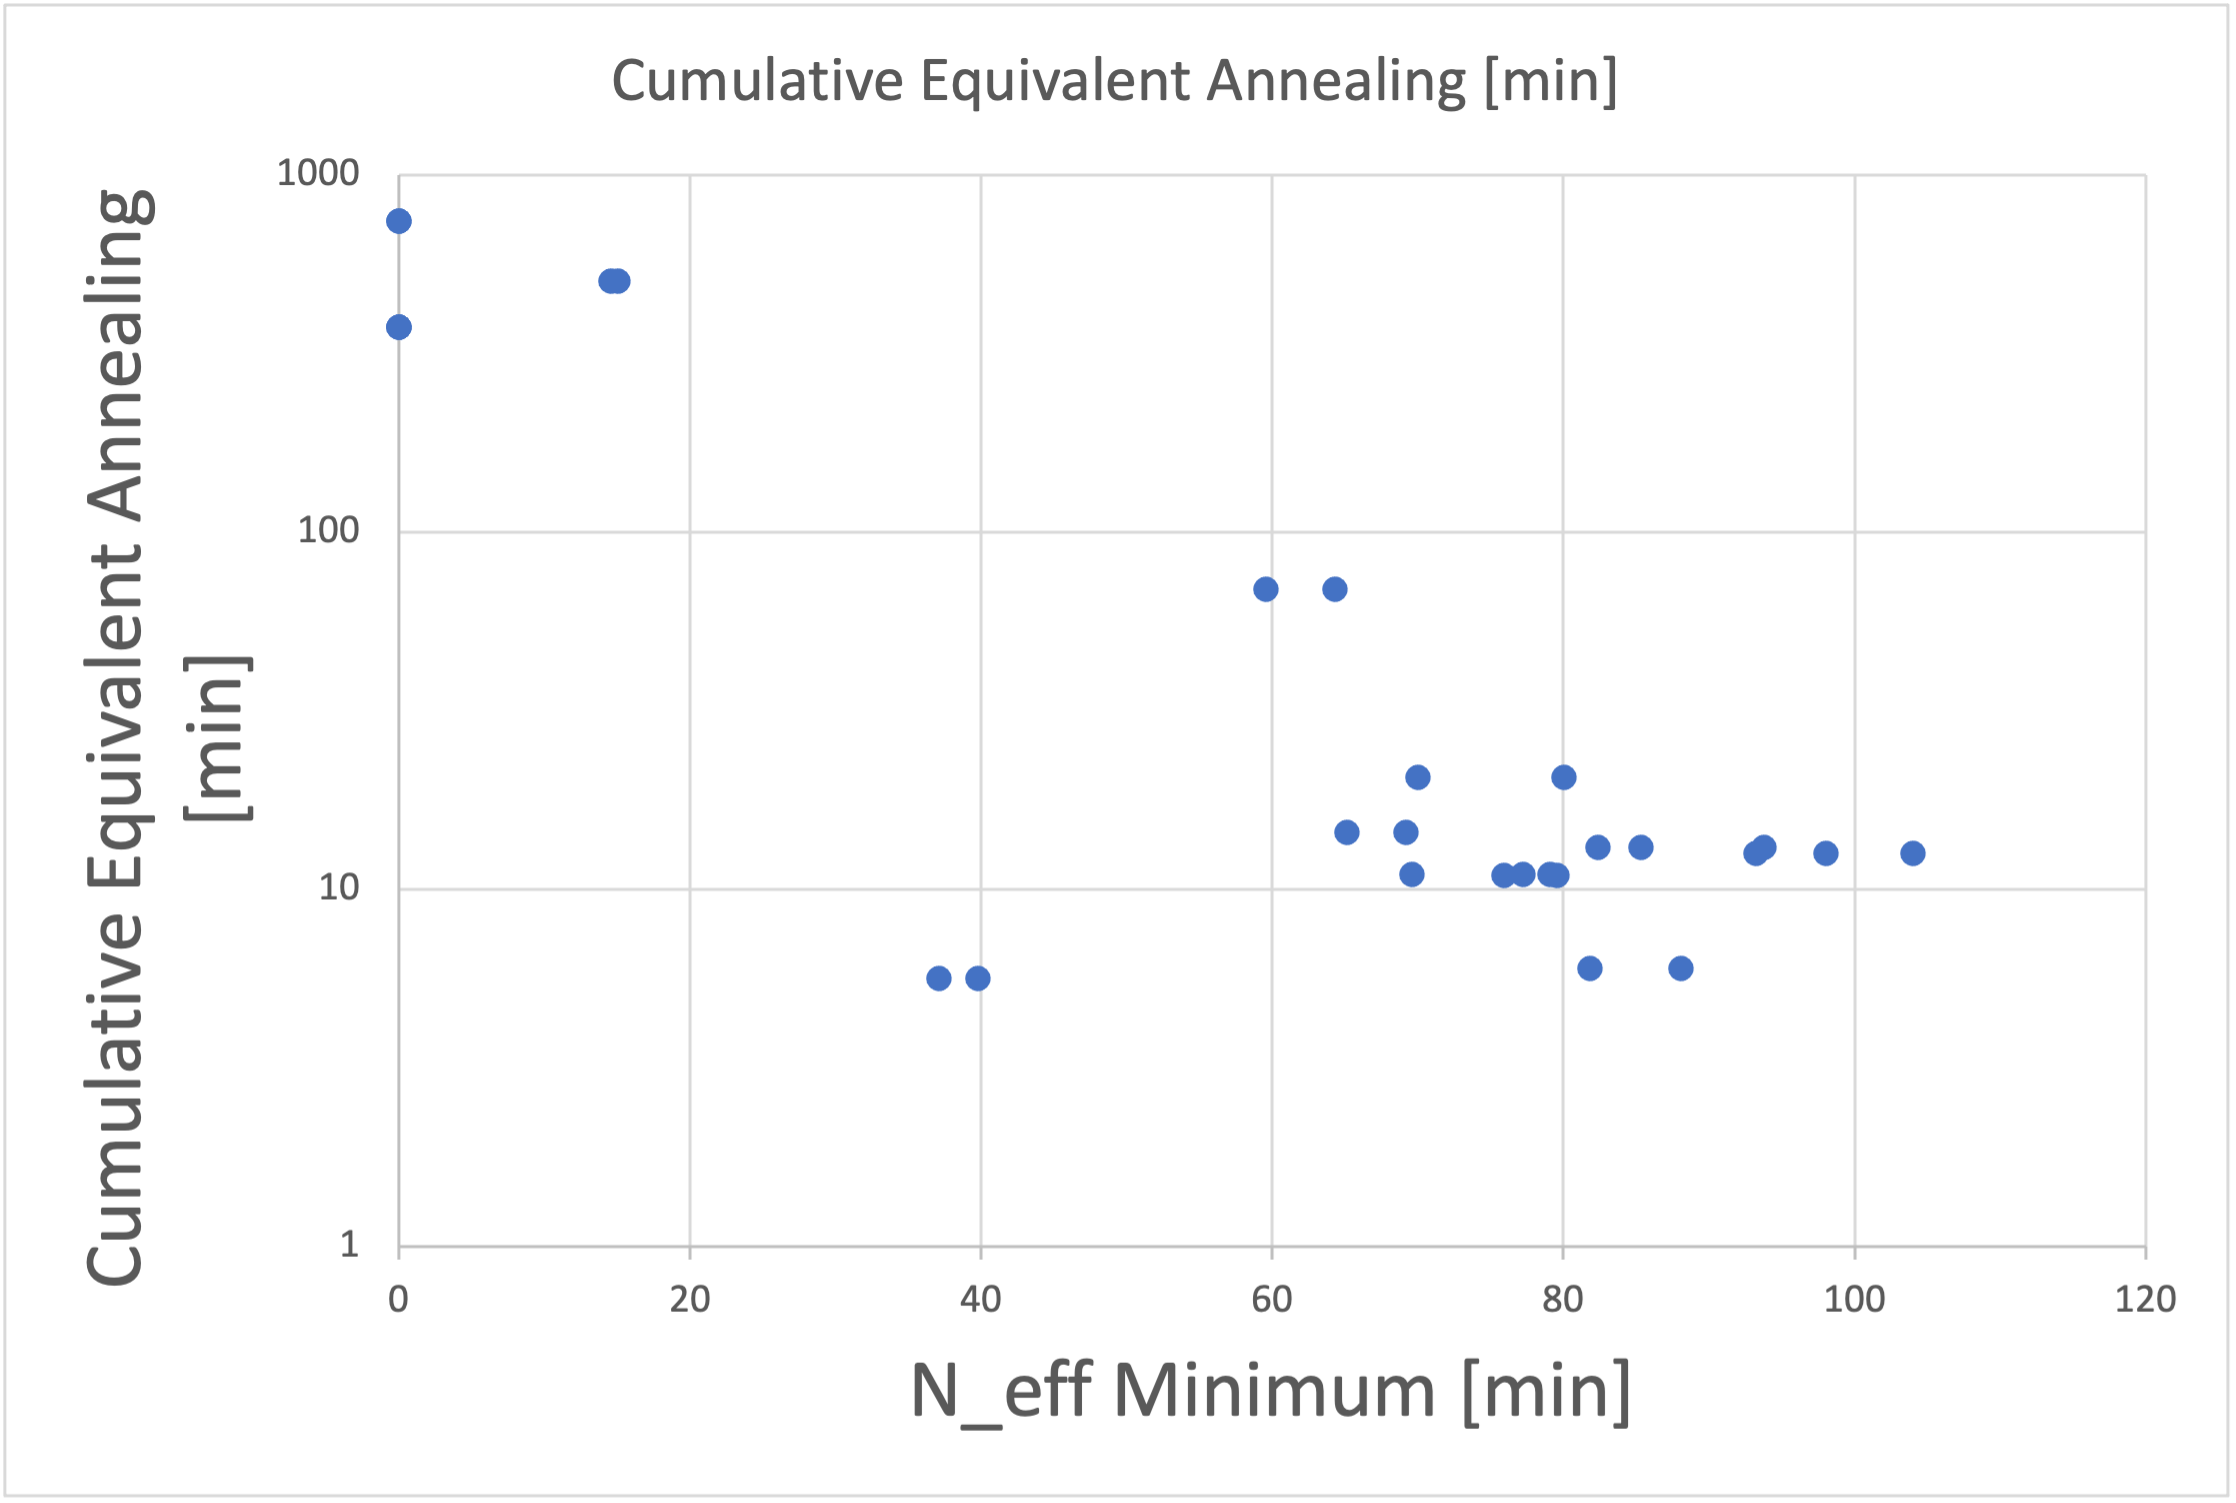 Cumulative Equivalent Annealing [min]
Cumulative Equivalent Annealing
[min]
1000
100
10
1
0 20 40 60 80 100 120
N_eff Minimum [min]